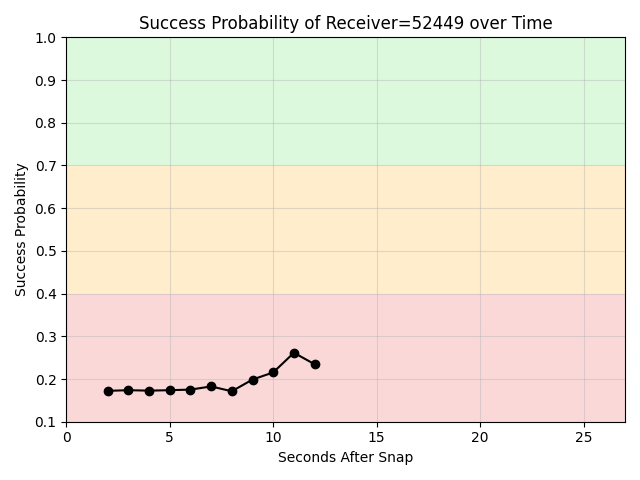 Success Probability of Receiver=52449 over Time
1.0
0.9
0.8
0.7
0.6
0.5
0.4
0.3
0.2
0.1
Success Probability
0 5 10 15 20 25
Seconds After Snap